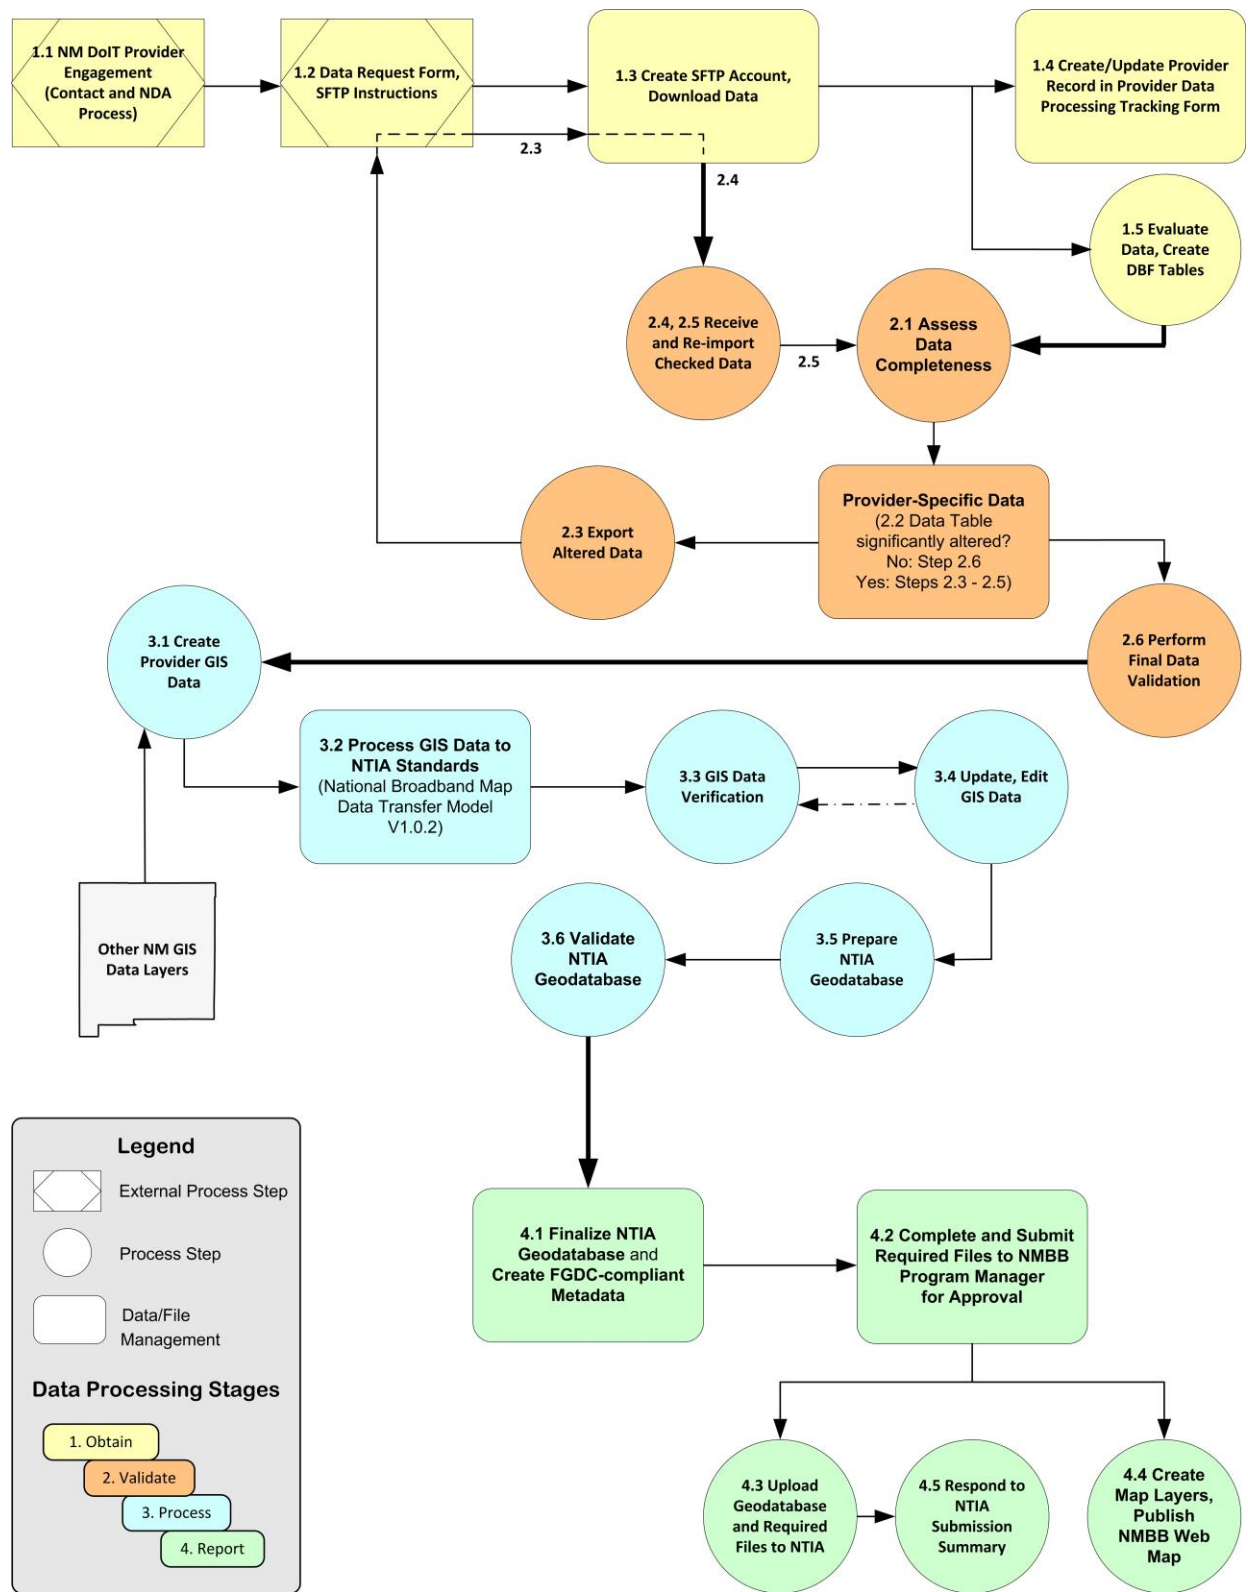 1.1 NM DoIT Provider
Engagement
(Contact and NDA
Process)
1.2 Data Request Form,
SFTP Instructions
1.3 Create SFTP Account,
Download Data
1.4 Create/Update Provider
Record in Provider Data
Processing Tracking Form
2.3
2.4
1.5 Evaluate
Data, Create
DBF Tables
2.4, 2.5 Receive
and Re-import
Checked Data
2.5
2.1 Assess
Data
Completeness
2.3 Export
Altered Data
Provider-Specific Data
(2.2 Data Table
significantly altered?
No: Step 2.6
Yes: Steps 2.3 - 2.5)
2.6 Perform
Final Data
Validation
3.1 Create
Provider GIS
Data
3.2 Process GIS Data to
NTIA Standards
(National Broadband Map
Data Transfer Model
V1.0.2)
3.3 GIS Data
Verification
3.4 Update, Edit
GIS Data
Other NM GIS
Data Layers
3.6 Validate
NTIA
Geodatabase
3.5 Prepare
NTIA
Geodatabase
Legend
External Process Step
Process Step
Data/File
Management
Data Processing Stages
1. Obtain
2. Validate
3. Process
4. Report
4.1 Finalize NTIA
Geodatabase and
Create FGDC-compliant
Metadata
4.2 Complete and Submit
Required Files to NMBB
Program Manager
for Approval
4.3 Upload
Geodatabase
and Required
Files to NTIA
4.5 Respond to
NTIA
Submission
Summary
4.4 Create
Map Layers,
Publish
NMBB Web
Map